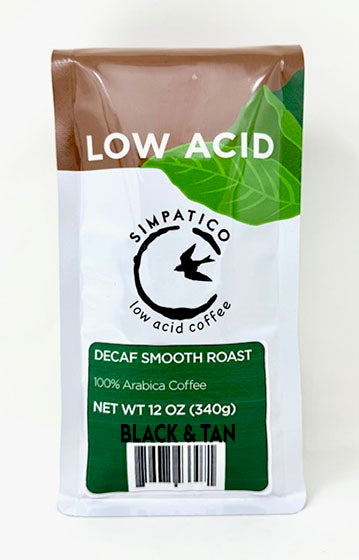 LOW ACID
SIMPATICO
low acid coffee
DECAF SMOOTH ROAST
100% Arabica Coffee
NET WT 12 OZ (340g)
BLACK & TAN